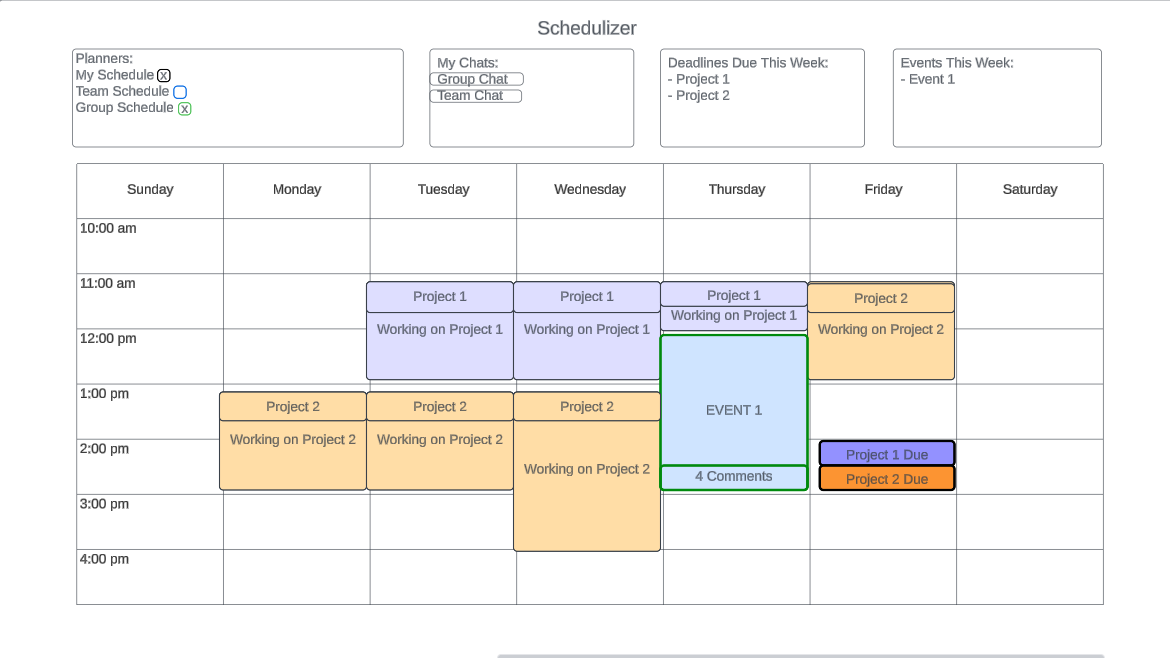 Schedulizer
Planners:
My Schedule x
Team Schedule
Group Schedule x
My Chats:
Group Chat
Team Chat
Deadlines Due This Week:
- Project 1
- Project 2
Events This Week:
- Event 1
Sunday Monday Tuesday Wednesday Thursday Friday Saturday
10:00 am
11:00 am
Project 1 Project 1 Project 1 Project 2
Working on Project 1
Working on Project 1 Working on Project 1 Working on Project 2
12:00 pm
1:00 pm
Project 2 Project 2 Project 2 EVENT 1
Working on Project 2 Working on Project 2
2:00 pm
Project 1 Due
Working on Project 2
4 Comments
Project 2 Due
3:00 pm
4:00 pm